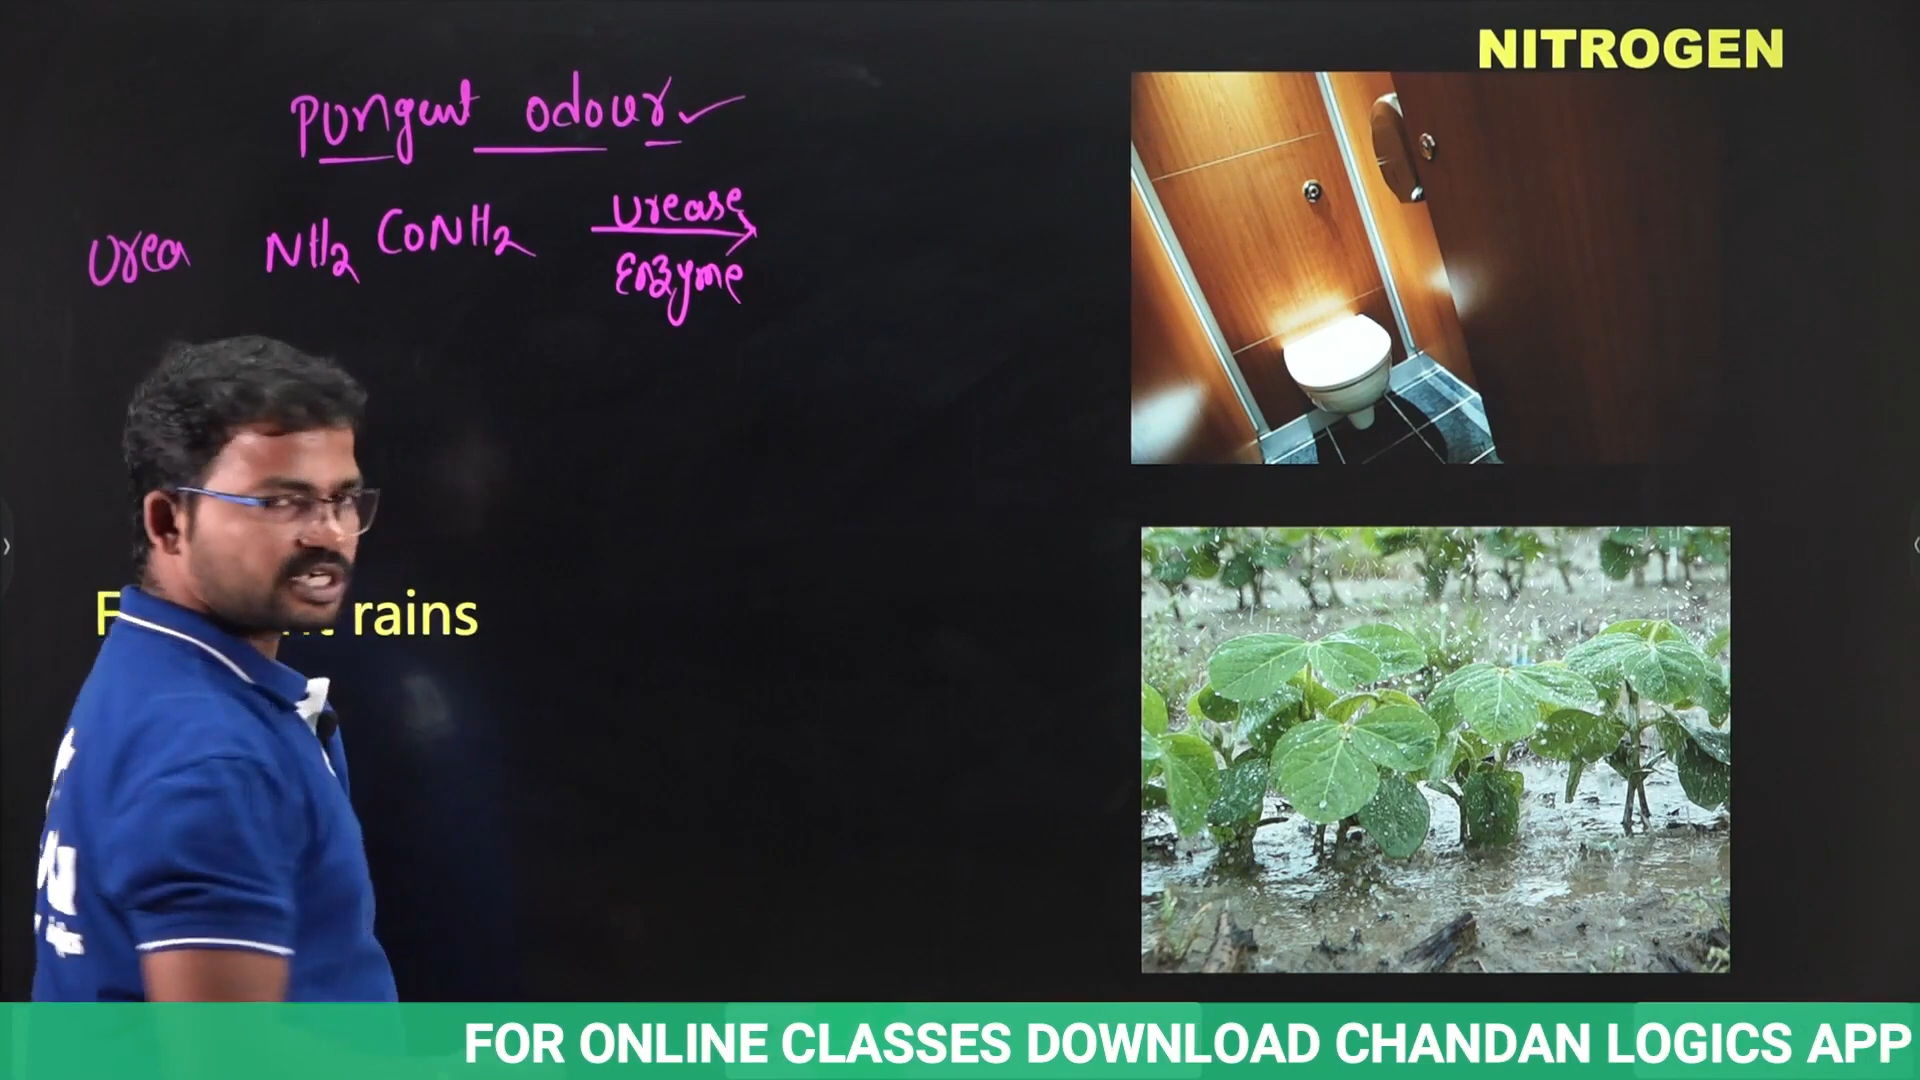 NITROGEN
Pungent odour
Urea NH2 CONH2 Urease
Enzyme
rains
FOR ONLINE CLASSES DOWNLOAD CHANDAN LOGICS APP